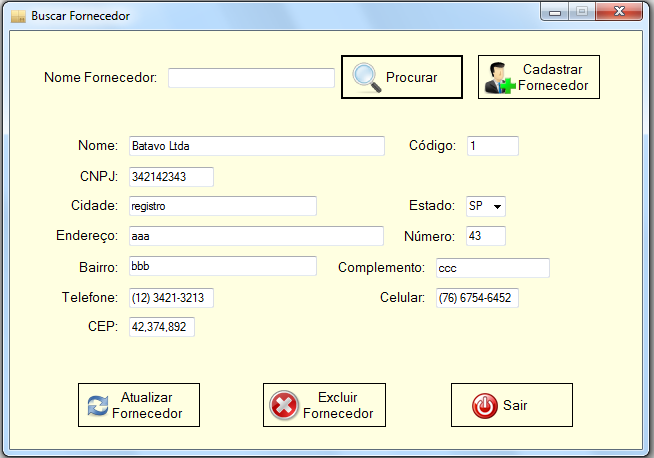 Buscar Fornecedor
Nome Fornecedor:
Procurar
Cadastrar
Fornecedor
Nome: Batavo Ltda Código: 1
CNPJ: 342142343
Cidade: registro Estado: SP
Endereço: aaa Número: 43
Bairro: bbb Complemento: ccc
Telefone: (12) 3421-3213 Celular: (76) 6754-6452
CEP: 42,374,892
Atualizar
Fornecedor
Excluir
Fornecedor
Sair